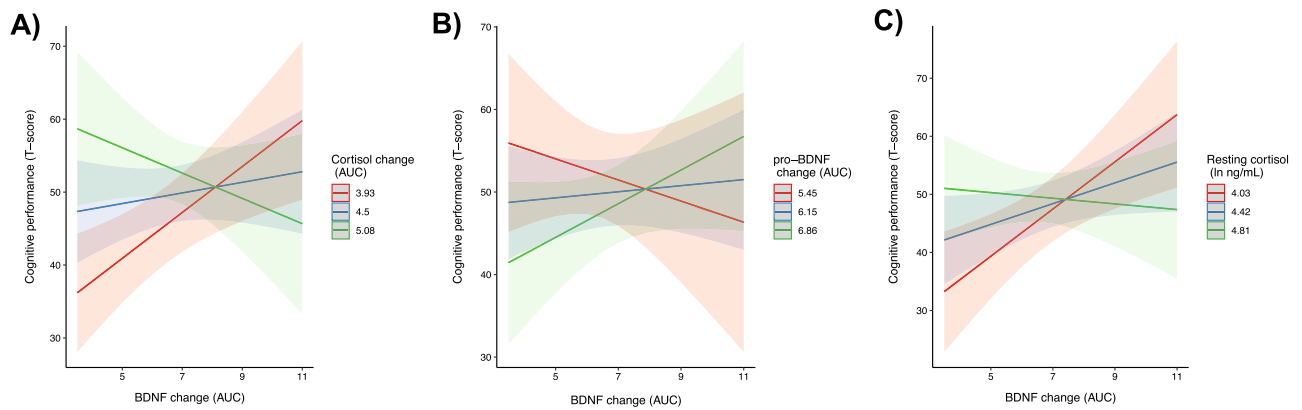 A)
Cognitive performance (T−score)
70
60
50
40
30
5
7
9
11
BDNF change (AUC)
Cortisol change
(AUC)
3.93
4.5
5.08
B)
Cognitive performance (T−score)
70
60
50
40
30
5
7
9
11
BDNF change (AUC)
pro−BDNF
change (AUC)
5.45
6.15
6.86
C)
Cognitive performance (T−score)
70
60
50
40
30
5
7
9
11
BDNF change (AUC)
Resting cortisol
(ln ng/mL)
4.03
4.42
4.81